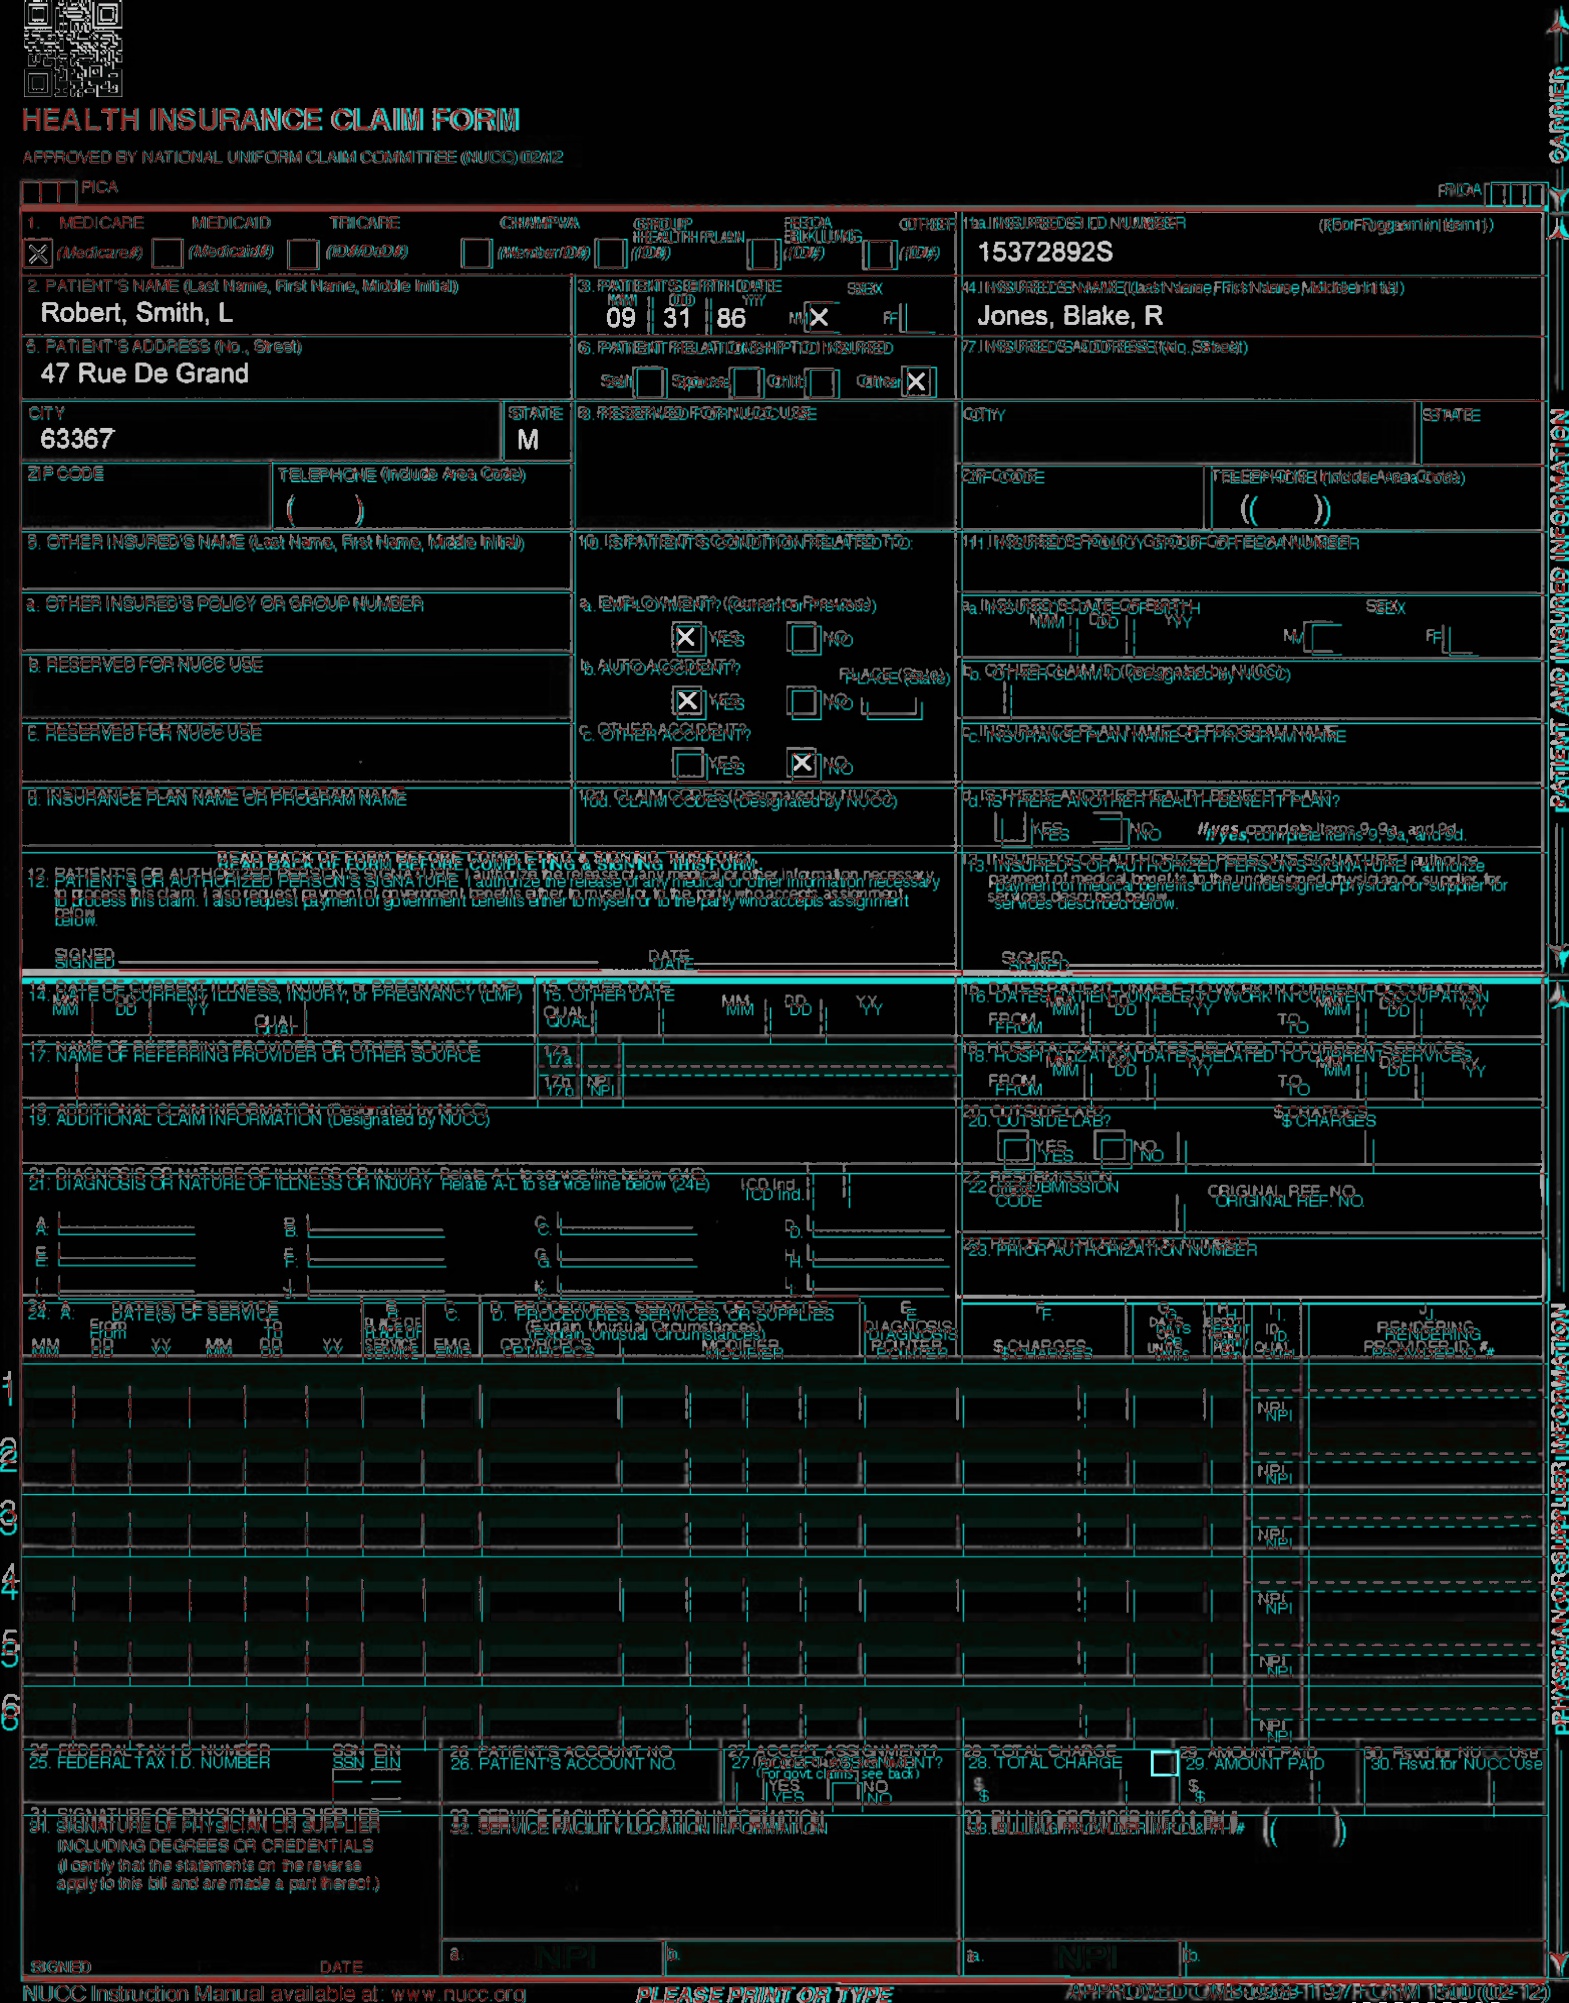 HEALTH INSURANCE CLAIM FORM
APPROVED BY NATIONAL UNIFORM CLAIM COMMITTEE (NUCC) 02/12
PICA
PICA
CARRIER
1. MEDICARE MEDICAID TRICARE CHAMPVA GROUP HEALTH PLAN FECA BLK LUNG OTHER
(Medicare#) (Medicaid#) (ID#/DoD#) (Member ID#) (ID#) (ID#) (ID#)
1a. INSURED'S I.D. NUMBER (For Program in Item 1)
15372892S
2. PATIENT'S NAME (Last Name, First Name, Middle Initial)
Robert, Smith, L
3. PATIENT'S BIRTH DATE SEX
MM DD YY
09 31 86 M X F
4. INSURED'S NAME (Last Name, First Name, Middle Initial)
Jones, Blake, R
5. PATIENT'S ADDRESS (No., Street)
47 Rue De Grand
6. PATIENT RELATIONSHIP TO INSURED
Self Spouse Child Other X
7. INSURED'S ADDRESS (No., Street)
CITY STATE
63367 M
8. RESERVED FOR NUCC USE
CITY STATE
ZIP CODE TELEPHONE (Include Area Code)
( )
ZIP CODE TELEPHONE (Include Area Code)
( )
PATIENT AND INSURED INFORMATION
9. OTHER INSURED'S NAME (Last Name, First Name, Middle Initial)
10. IS PATIENT'S CONDITION RELATED TO:
11. INSURED'S POLICY GROUP OR FECA NUMBER
a. OTHER INSURED'S POLICY OR GROUP NUMBER
a. EMPLOYMENT? (Current or Previous)
X YES NO
a. INSURED'S DATE OF BIRTH SEX
MM DD YY M F
b. RESERVED FOR NUCC USE
b. AUTO ACCIDENT? PLACE (State)
X YES NO
b. OTHER CLAIM ID (Designated by NUCC)
c. RESERVED FOR NUCC USE
c. OTHER ACCIDENT?
YES X NO
c. INSURANCE PLAN NAME OR PROGRAM NAME
d. INSURANCE PLAN NAME OR PROGRAM NAME
10d. CLAIM CODES (Designated by NUCC)
d. IS THERE ANOTHER HEALTH BENEFIT PLAN?
YES NO If yes, complete items 9, 9a, and 9d.
READ BACK OF FORM BEFORE COMPLETING & SIGNING THIS FORM.
12. PATIENT'S OR AUTHORIZED PERSON'S SIGNATURE I authorize the release of any medical or other information necessary
to process this claim. I also request payment of government benefits either to myself or to the party who accepts assignment
below.
SIGNED DATE
13. INSURED'S OR AUTHORIZED PERSON'S SIGNATURE I authorize
payment of medical benefits to the undersigned physician or supplier for
services described below.
SIGNED
14. DATE OF CURRENT ILLNESS, INJURY, or PREGNANCY (LMP)
MM DD YY QUAL.
15. OTHER DATE
QUAL. MM DD YY
16. DATES PATIENT UNABLE TO WORK IN CURRENT OCCUPATION
MM DD YY MM DD YY
FROM TO
17. NAME OF REFERRING PROVIDER OR OTHER SOURCE
17a.
17b. NPI
18. HOSPITALIZATION DATES RELATED TO CURRENT SERVICES
MM DD YY MM DD YY
FROM TO
19. ADDITIONAL CLAIM INFORMATION (Designated by NUCC)
20. OUTSIDE LAB? $ CHARGES
YES NO
21. DIAGNOSIS OR NATURE OF ILLNESS OR INJURY Relate A-L to service line below (24E) ICD Ind.
A. B. C. D.
E. F. G. H.
I. J. K. L.
22. RESUBMISSION CODE ORIGINAL REF. NO.
23. PRIOR AUTHORIZATION NUMBER
24. A. DATE(S) OF SERVICE
From To
MM DD YY MM DD YY
B. PLACE OF SERVICE
C. EMG
D. PROCEDURES, SERVICES, OR SUPPLIES
(Explain Unusual Circumstances)
CPT/HCPCS MODIFIER
E. DIAGNOSIS POINTER
F. $ CHARGES
G. DAYS OR UNITS
I. ID. QUAL.
J. RENDERING PROVIDER ID. #
1 NPI
2 NPI
3 NPI
4 NPI
5 NPI
6 NPI
PHYSICIAN OR SUPPLIER INFORMATION
25. FEDERAL TAX I.D. NUMBER SSN EIN
26. PATIENT'S ACCOUNT NO.
27. ACCEPT ASSIGNMENT?
(For govt. claims, see back)
YES NO
28. TOTAL CHARGE
$
29. AMOUNT PAID
$
30. Rsvd for NUCC Use
31. SIGNATURE OF PHYSICIAN OR SUPPLIER
INCLUDING DEGREES OR CREDENTIALS
(I certify that the statements on the reverse
apply to this bill and are made a part thereof.)
SIGNED DATE
32. SERVICE FACILITY LOCATION INFORMATION
a. NPI b.
33. BILLING PROVIDER INFO & PH # ( )
a. NPI b.
NUCC Instruction Manual available at: www.nucc.org
PLEASE PRINT OR TYPE
APPROVED OMB-0938-1197 FORM 1500 (02-12)